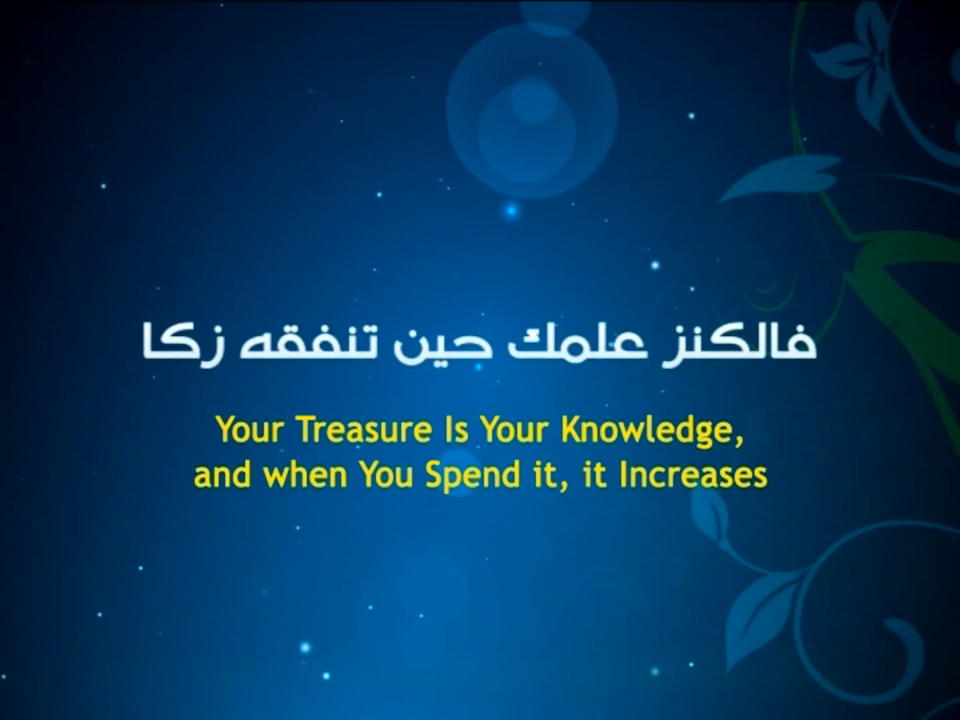 فالكنز علمك حين تنفقه زكا
Your Treasure Is Your Knowledge,
and when You Spend it, it Increases